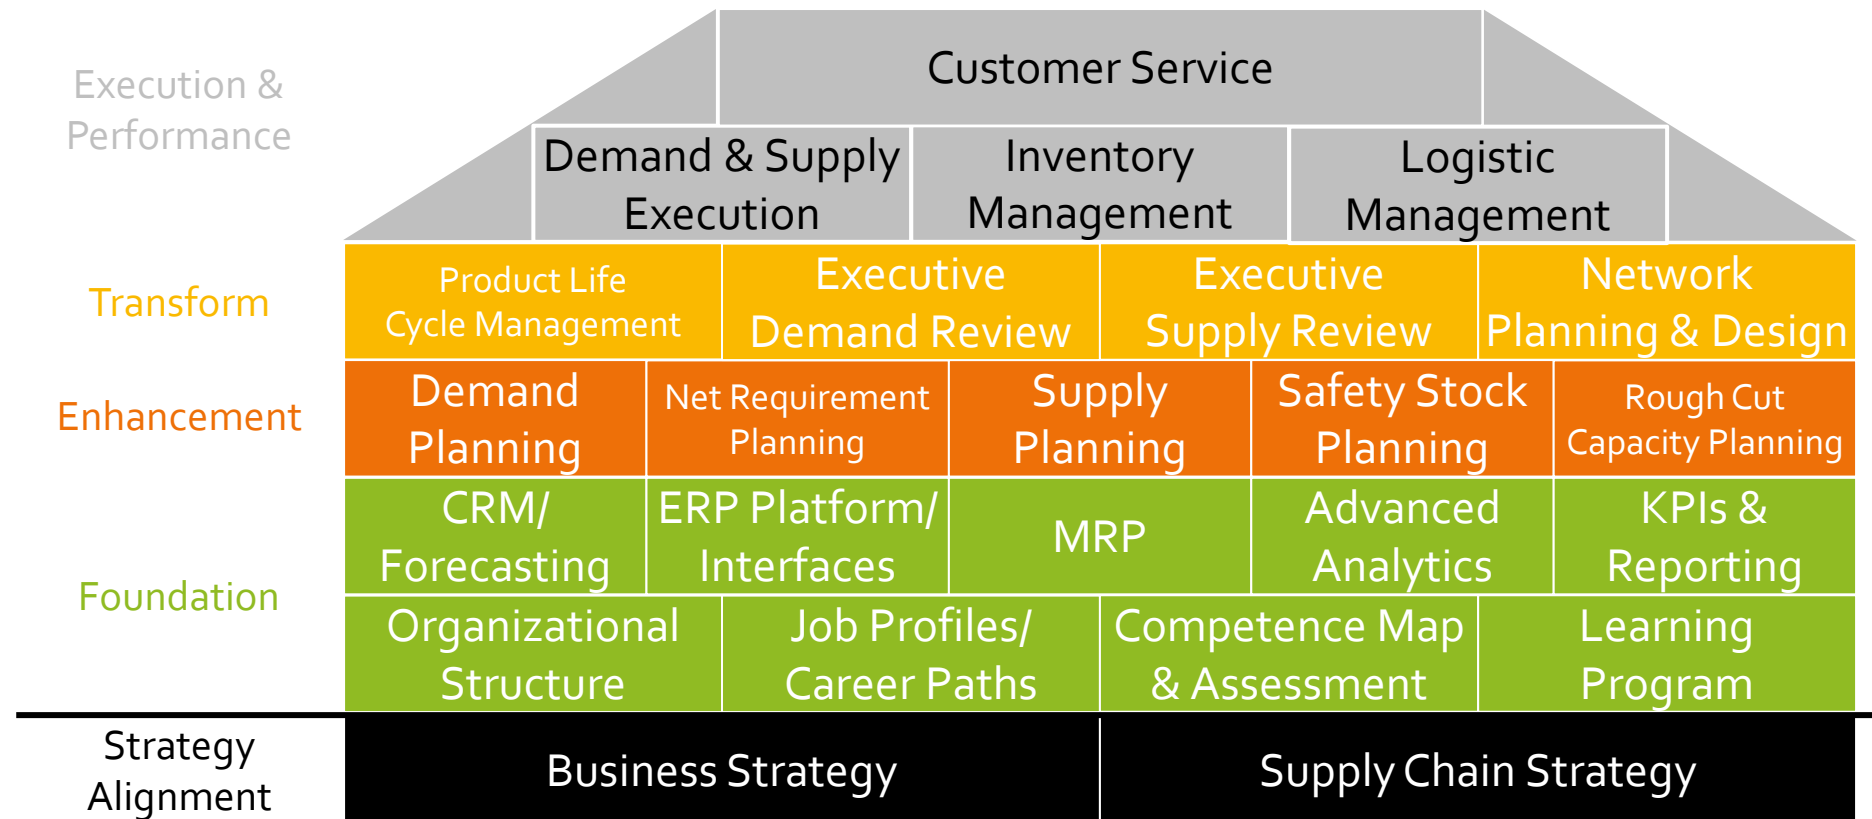 Execution &
Performance
Customer Service
Demand & Supply
Execution
Inventory
Management
Logistic
Management
Transform
Product Life
Cycle Management
Executive
Demand Review
Executive
Supply Review
Network
Planning & Design
Enhancement
Demand
Planning
Net Requirement
Planning
Supply
Planning
Safety Stock
Planning
Rough Cut
Capacity Planning
Foundation
CRM/
Forecasting
ERP Platform/
Interfaces
MRP
Advanced
Analytics
KPIs &
Reporting
Organizational
Structure
Job Profiles/
Career Paths
Competence Map
& Assessment
Learning
Program
Strategy
Alignment
Business Strategy
Supply Chain Strategy